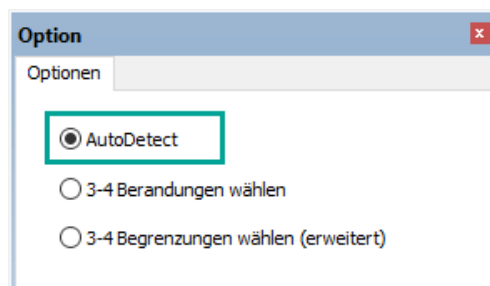 Option
x
Optionen
AutoDetect
3-4 Berandungen wählen
3-4 Begrenzungen wählen (erweitert)